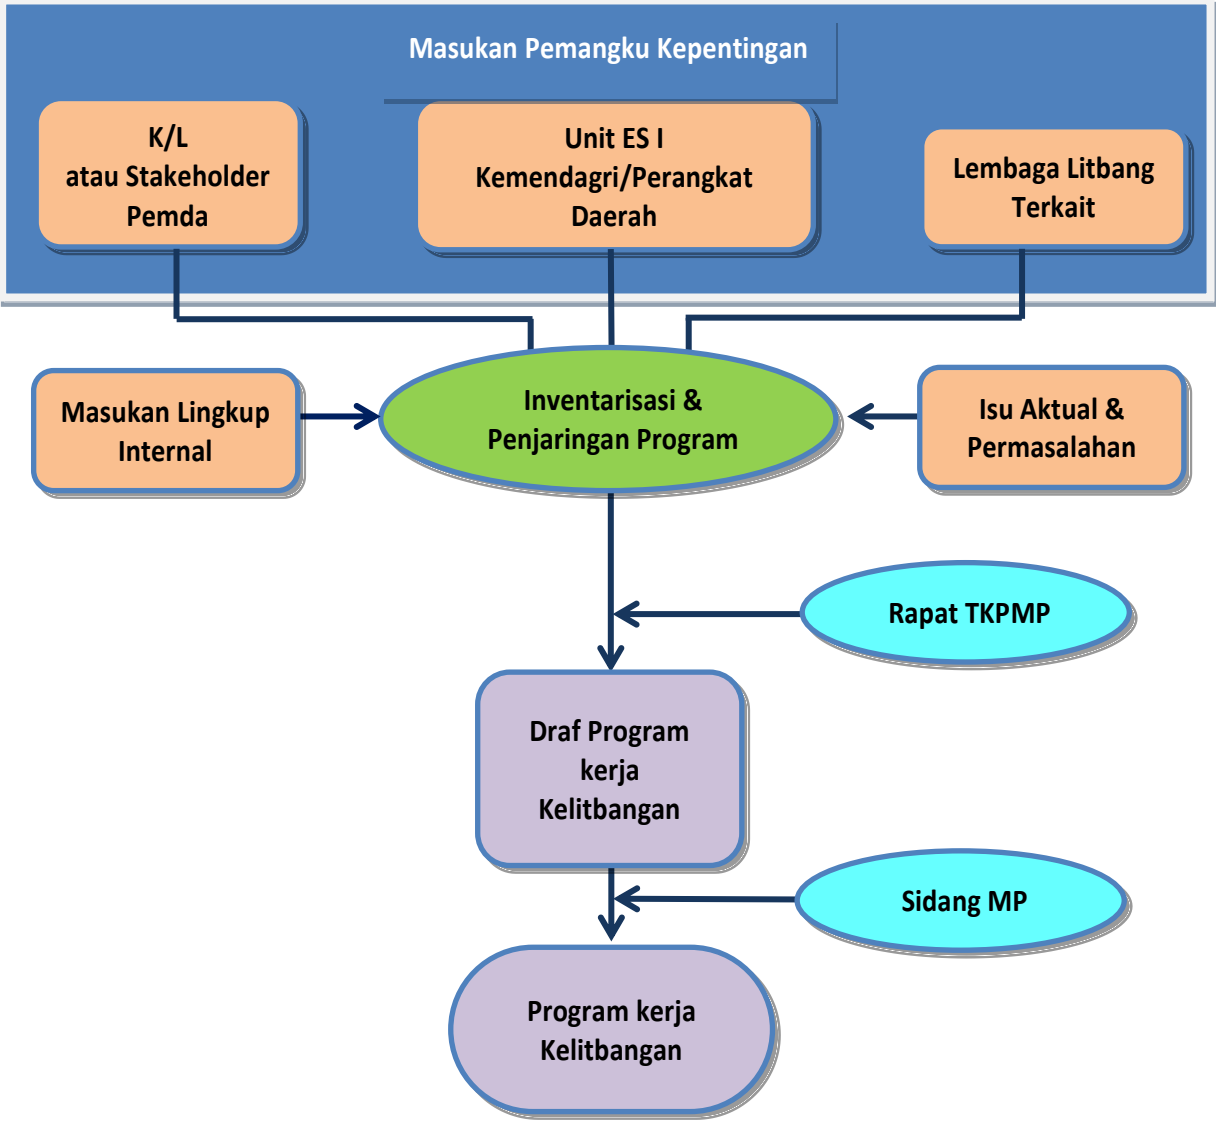 Masukan Pemangku Kepentingan
K/L
atau Stakeholder
Pemda
Unit ES I
Kemendagri/Perangkat
Daerah
Lembaga Litbang
Terkait
Masukan Lingkup
Internal
Inventarisasi &
Penjaringan Program
Isu Aktual &
Permasalahan
Rapat TKPMP
Draf Program
kerja
Kelitbangan
Sidang MP
Program kerja
Kelitbangan